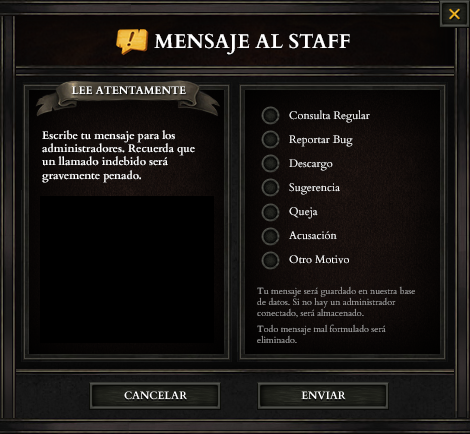 MENSAJE AL STAFF
LEE ATENTAMENTE
Escribe tu mensaje para los
administradores. Recuerda que
un llamado indebido será
gravemente penado.
Consulta Regular
Reportar Bug
Descargo
Sugerencia
Queja
Acusación
Otro Motivo
Tu mensaje será guardado en nuestra base
de datos. Si no hay un administrador
conectado, será almacenado.
Todo mensaje mal formulado será
eliminado.
CANCELAR
ENVIAR